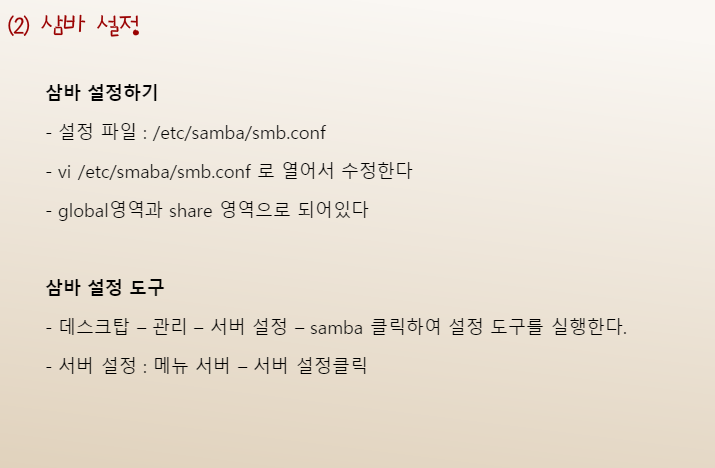 (2) 삼바 설정
삼바 설정하기
- 설정 파일 : /etc/samba/smb.conf
- vi /etc/smaba/smb.conf 로 열어서 수정한다
- global영역과 share 영역으로 되어있다
삼바 설정 도구
- 데스크탑 – 관리 – 서버 설정 – samba 클릭하여 설정 도구를 실행한다.
- 서버 설정 : 메뉴 서버 – 서버 설정클릭